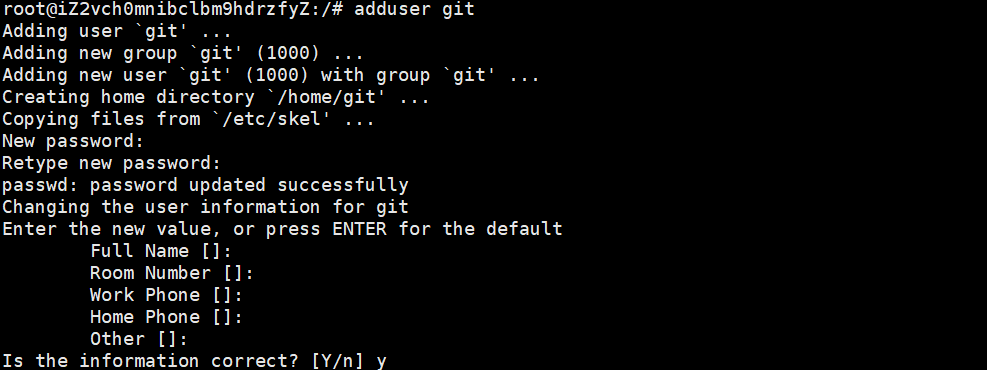 root@iZ2vch0mnibclbm9hdrzfyZ:/# adduser git
Adding user `git' ...
Adding new group `git' (1000) ...
Adding new user `git' (1000) with group `git' ...
Creating home directory `/home/git' ...
Copying files from `/etc/skel' ...
New password:
Retype new password:
passwd: password updated successfully
Changing the user information for git
Enter the new value, or press ENTER for the default
        Full Name []:
        Room Number []:
        Work Phone []:
        Home Phone []:
        Other []:
Is the information correct? [Y/n] y